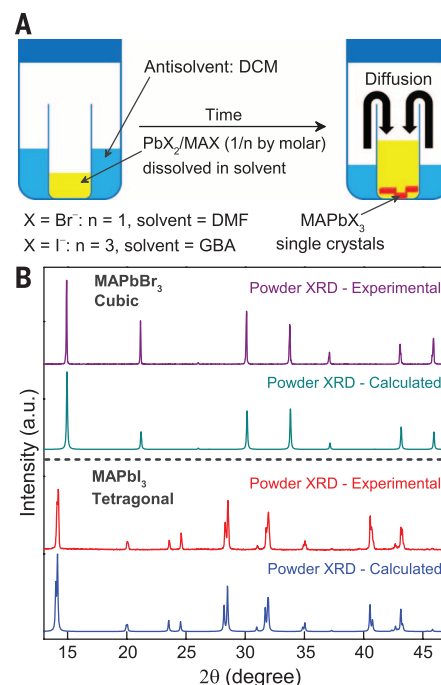 A
Antisolvent: DCM
Time
Diffusion
PbX₂/MAX (1/n by molar)
dissolved in solvent
X = Br⁻: n = 1, solvent = DMF
X = I⁻: n = 3, solvent = GBA
MAPbX₃
single crystals
B
MAPbBr₃
Cubic
Powder XRD - Experimental
Powder XRD - Calculated
MAPbI₃
Tetragonal
Powder XRD - Experimental
Powder XRD - Calculated
Intensity (a.u.)
15 20 25 30 35 40 45
2θ (degree)